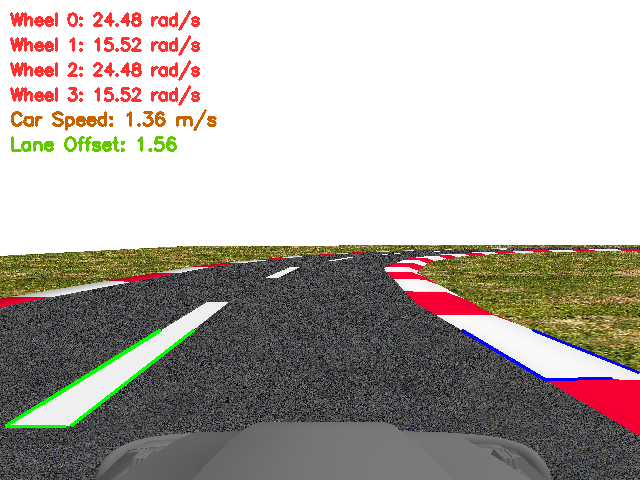 Wheel 0: 24.48 rad/s
Wheel 1: 15.52 rad/s
Wheel 2: 24.48 rad/s
Wheel 3: 15.52 rad/s
Car Speed: 1.36 m/s
Lane Offset: 1.56